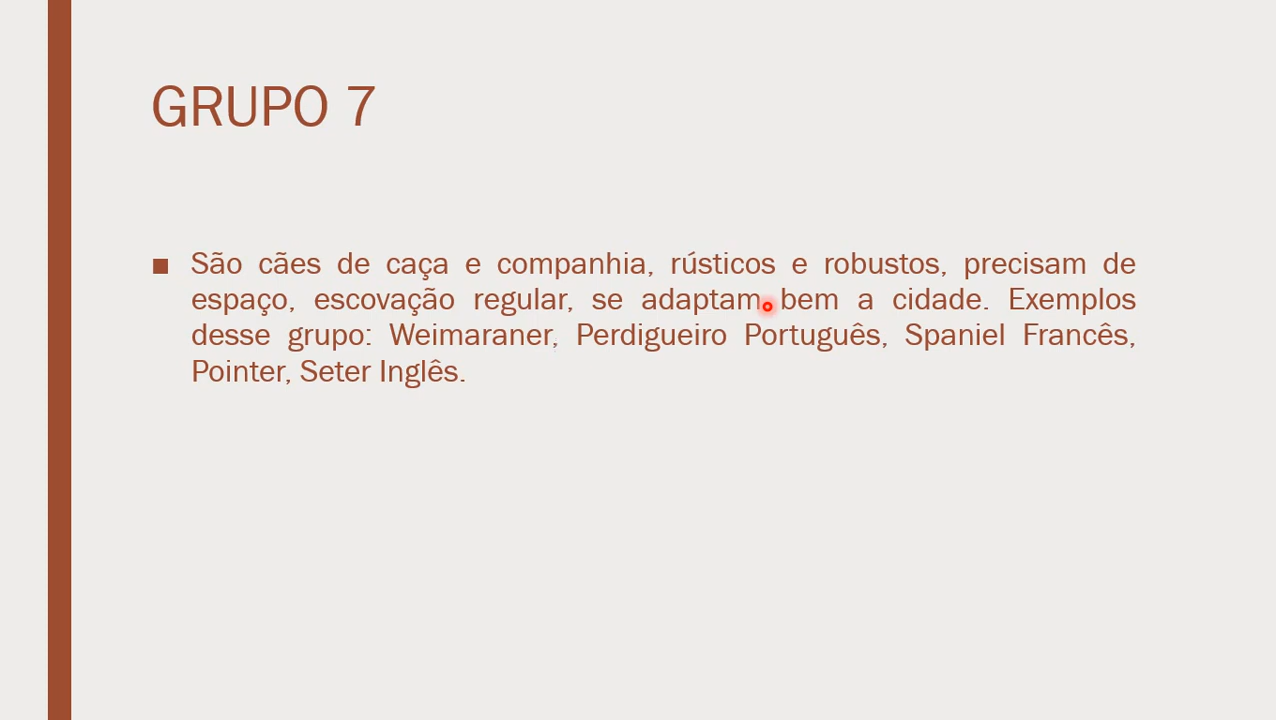 GRUPO 7
São cães de caça e companhia, rústicos e robustos, precisam de
espaço, escovação regular, se adaptam bem a cidade. Exemplos
desse grupo: Weimaraner, Perdigueiro Português, Spaniel Francês,
Pointer, Seter Inglês.